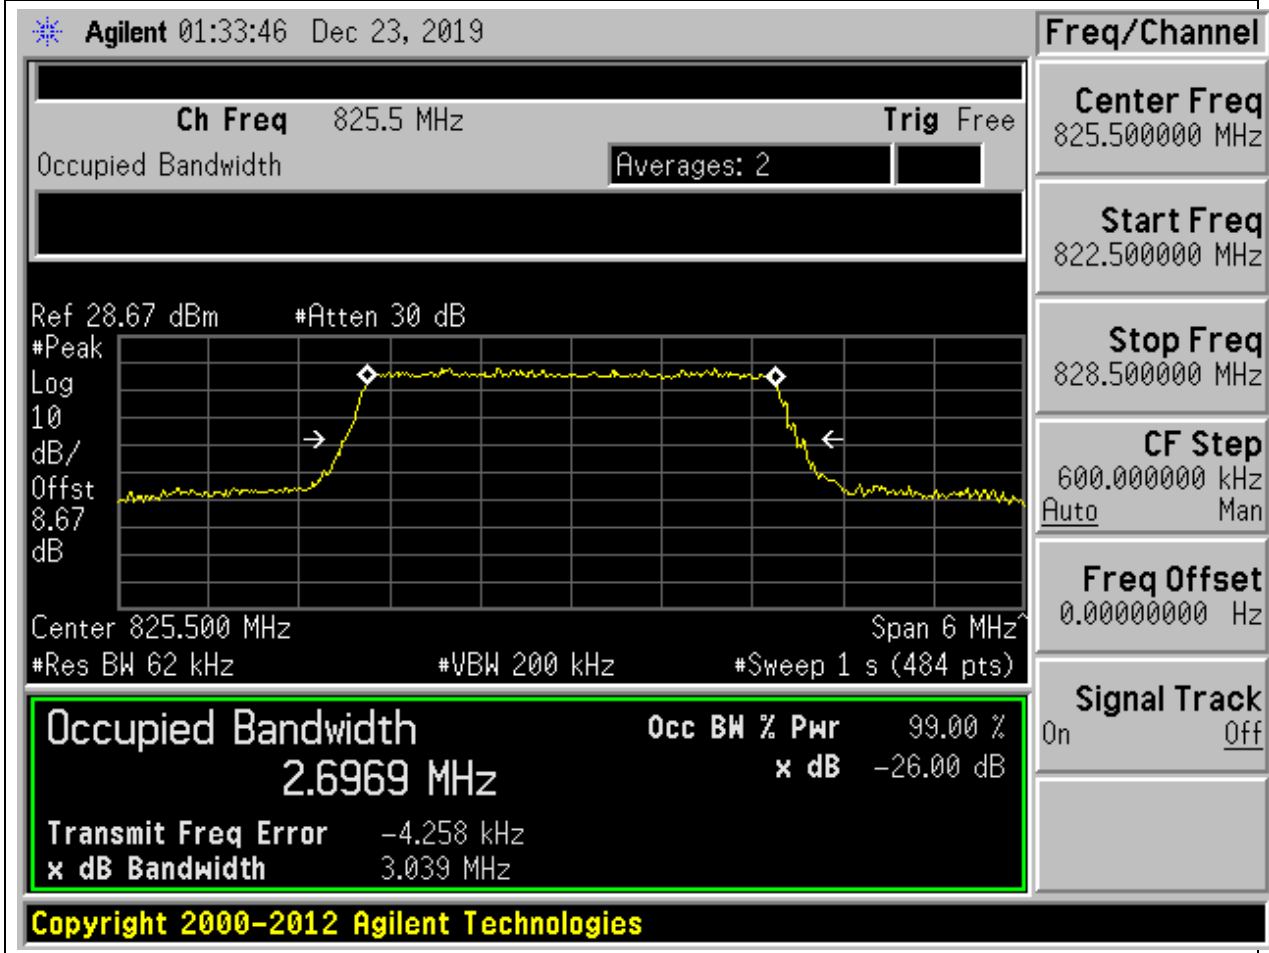 Agilent 01:33:46 Dec 23, 2019
Freq/Channel
Ch Freq 825.5 MHz Trig Free
Occupied Bandwidth Averages: 2
Center Freq
825.500000 MHz
Start Freq
822.500000 MHz
Stop Freq
828.500000 MHz
CF Step
600.000000 kHz
Auto Man
Freq Offset
0.00000000 Hz
Signal Track
On Off
Ref 28.67 dBm #Atten 30 dB
#Peak
Log
10
dB/
Offst
8.67
dB
Center 825.500 MHz Span 6 MHz^
#Res BW 62 kHz #VBW 200 kHz #Sweep 1 s (484 pts)
Occupied Bandwidth Occ BW % Pwr 99.00 %
2.6969 MHz x dB -26.00 dB
Transmit Freq Error -4.258 kHz
x dB Bandwidth 3.039 MHz
Copyright 2000-2012 Agilent Technologies